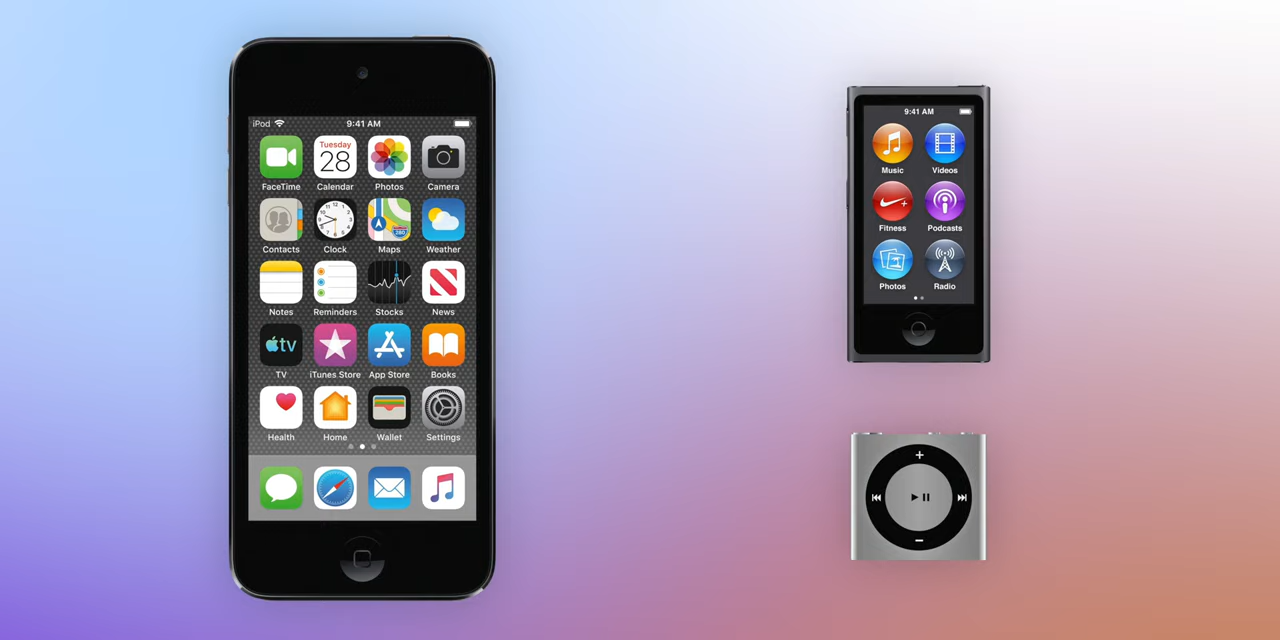 iPod 9:41 AM
Tuesday
28
FaceTime Calendar Photos Camera
Contacts Clock Maps Weather
280
Notes Reminders Stocks News
tv
TV iTunes Store App Store Books
Health Home Wallet Settings
9:41 AM
Music Videos
Fitness Podcasts
Photos Radio